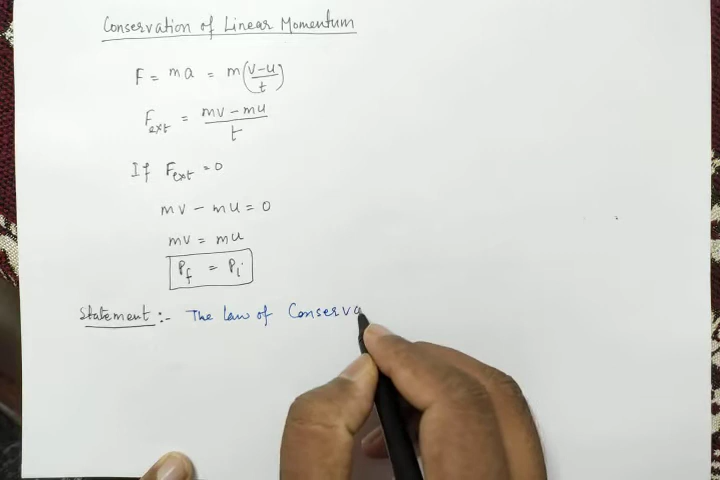 Conservation of Linear Momentum
F = ma = m(v-u/t)
Fext = mv - mu/t
If Fext = 0
mv - mu = 0
mv = mu
Pf = Pi
Statement :- The Law of Conserva